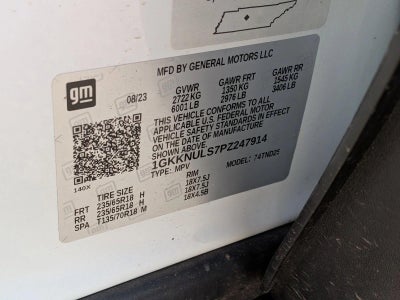 MFD BY GENERAL MOTORS LLC
gm
08/23
GVWR GAWR FRT GAWR RR
2722 KG 1350 KG 1545 KG
6001 LB 2976 LB 3406 LB
THIS VEHICLE CONFORMS TO ALL
APPLICABLE U.S. FEDERAL MOTOR
VEHICLE SAFETY STANDARDS IN
EFFECT ON THE DATE OF
MANUFACTURE SHOWN ABOVE.
1GKKNULS7PZ247914
TYPE: MPV MODEL: 74TND25
140X
TIRE SIZE RIM
FRT 235/65R18 H 18X7.5J
RR 235/65R18 H 18X7.5J
SPA T135/70R18 M 18X4.5B